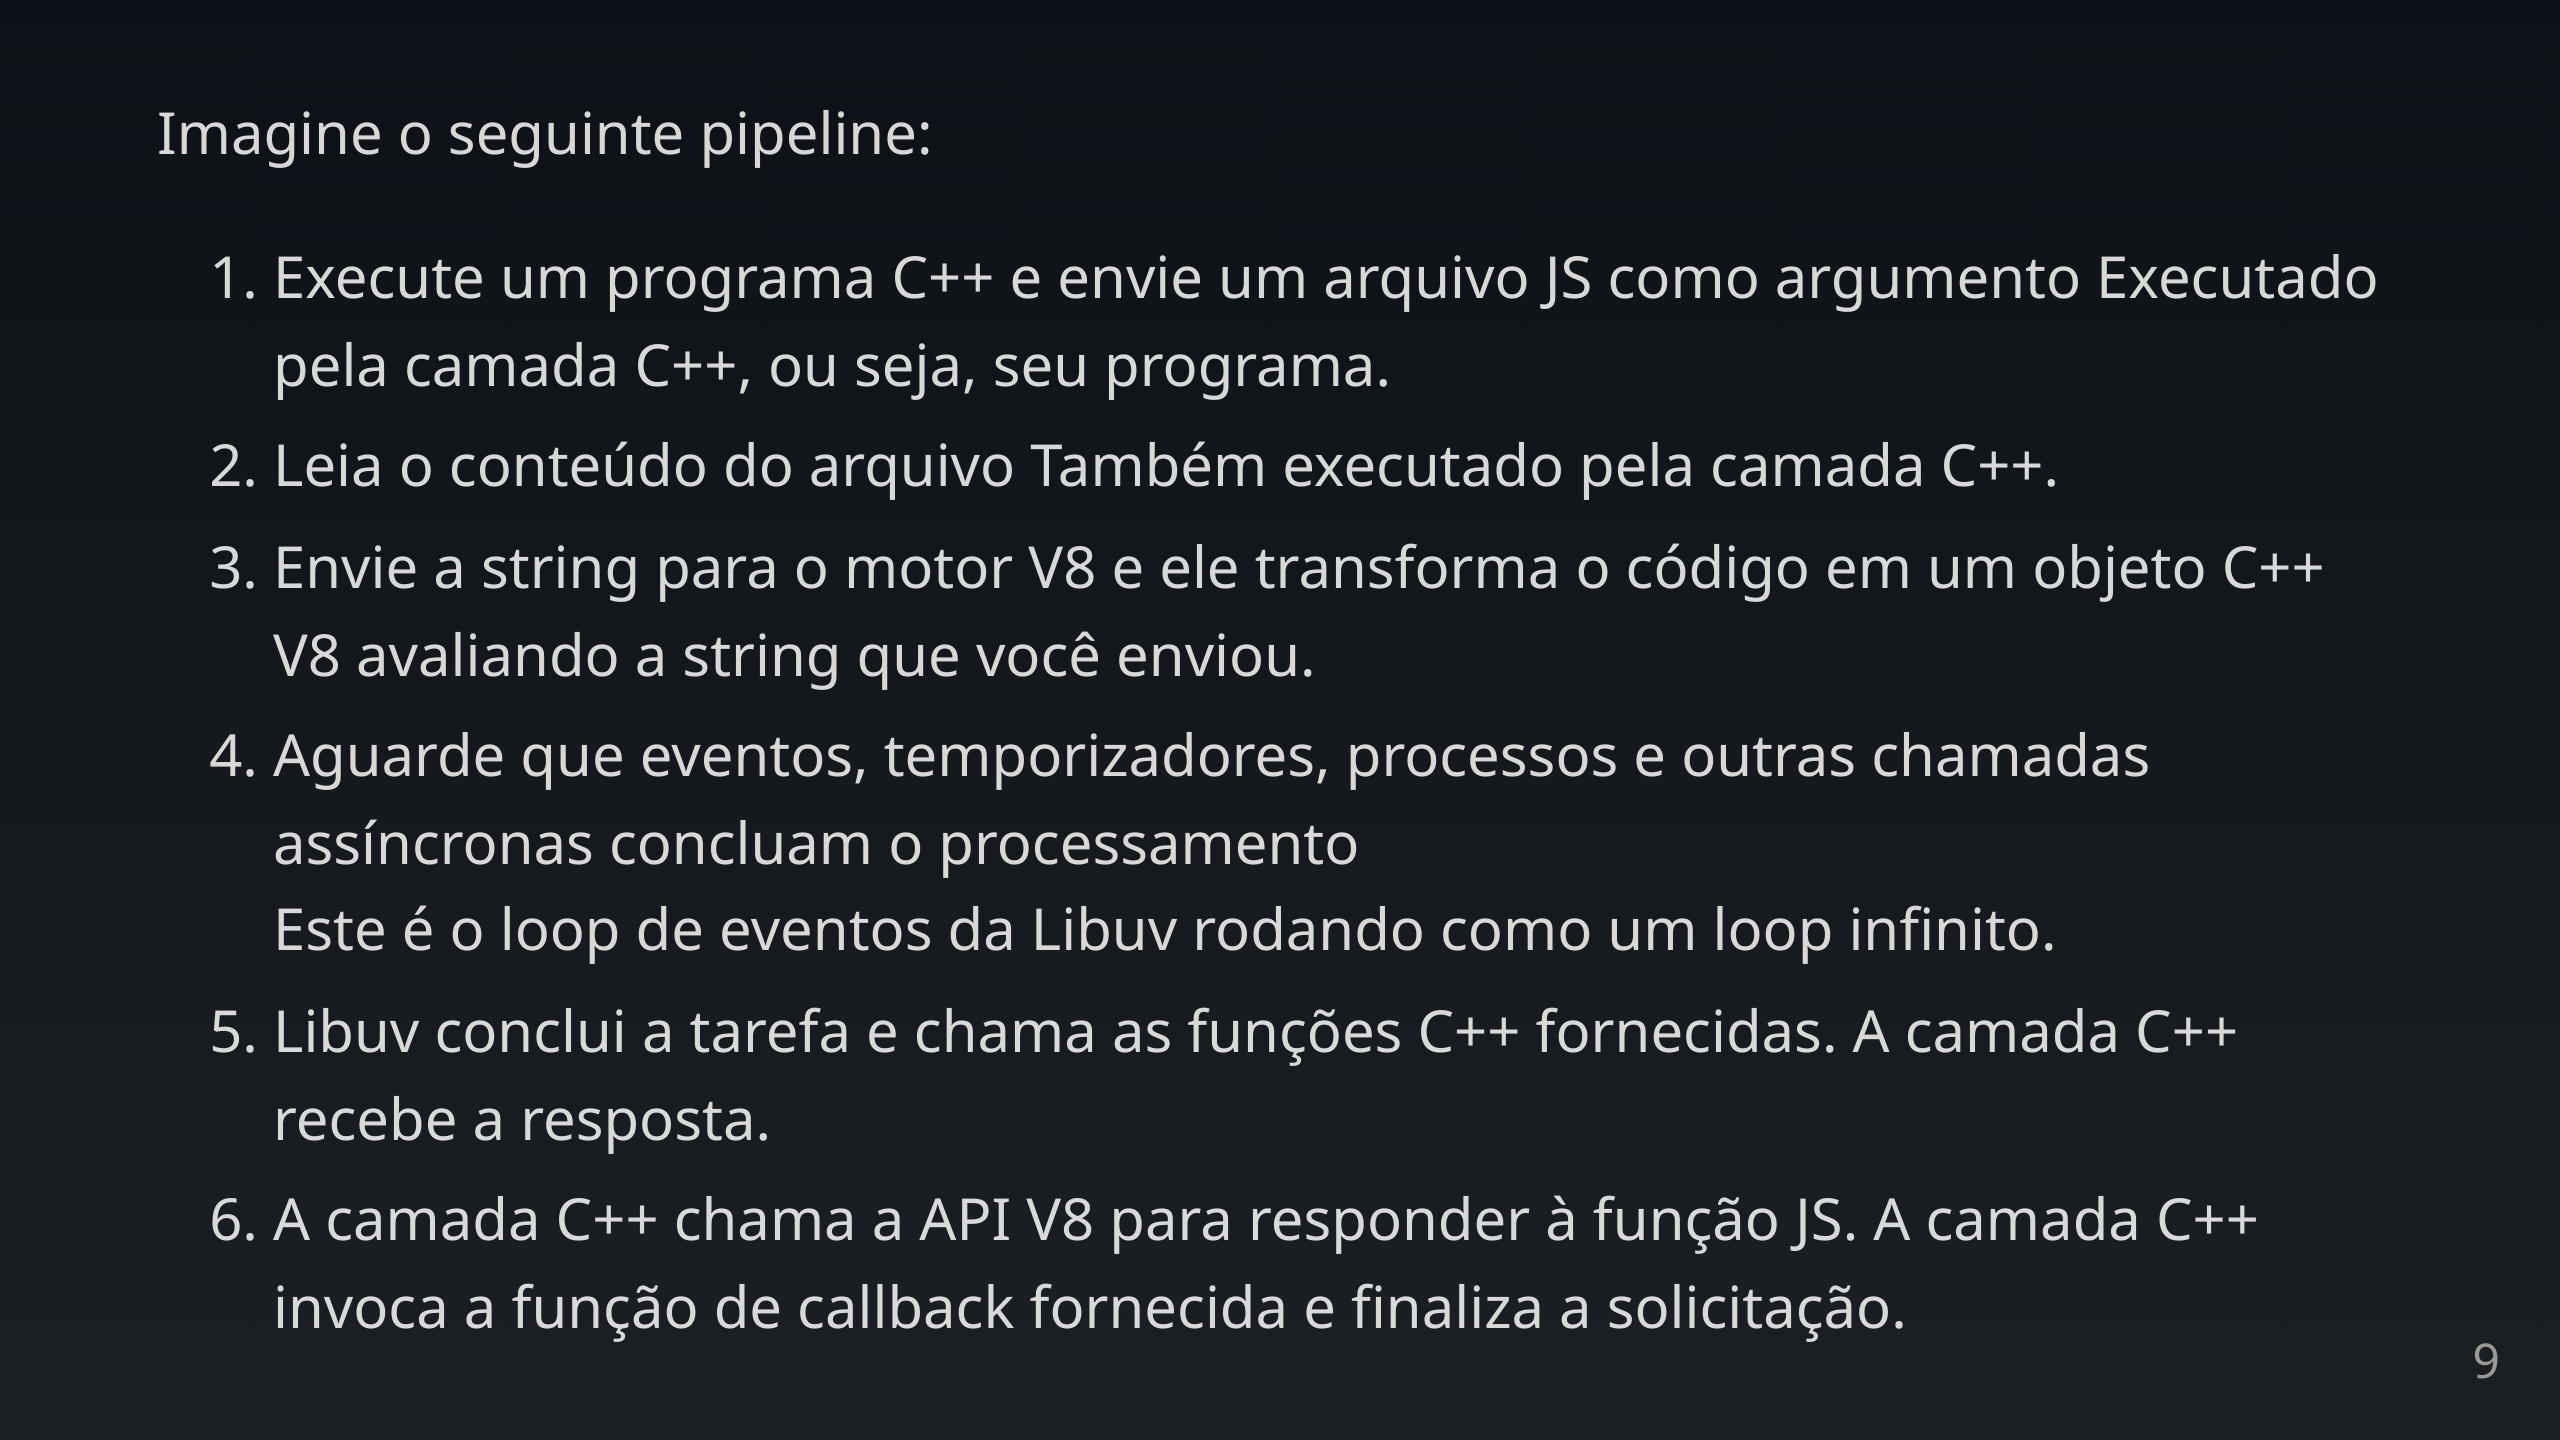 Imagine o seguinte pipeline:
1. Execute um programa C++ e envie um arquivo JS como argumento Executado
pela camada C++, ou seja, seu programa.
2. Leia o conteúdo do arquivo Também executado pela camada C++.
3. Envie a string para o motor V8 e ele transforma o código em um objeto C++
V8 avaliando a string que você enviou.
4. Aguarde que eventos, temporizadores, processos e outras chamadas
assíncronas concluam o processamento
Este é o loop de eventos da Libuv rodando como um loop infinito.
5. Libuv conclui a tarefa e chama as funções C++ fornecidas. A camada C++
recebe a resposta.
6. A camada C++ chama a API V8 para responder à função JS. A camada C++
invoca a função de callback fornecida e finaliza a solicitação.
9